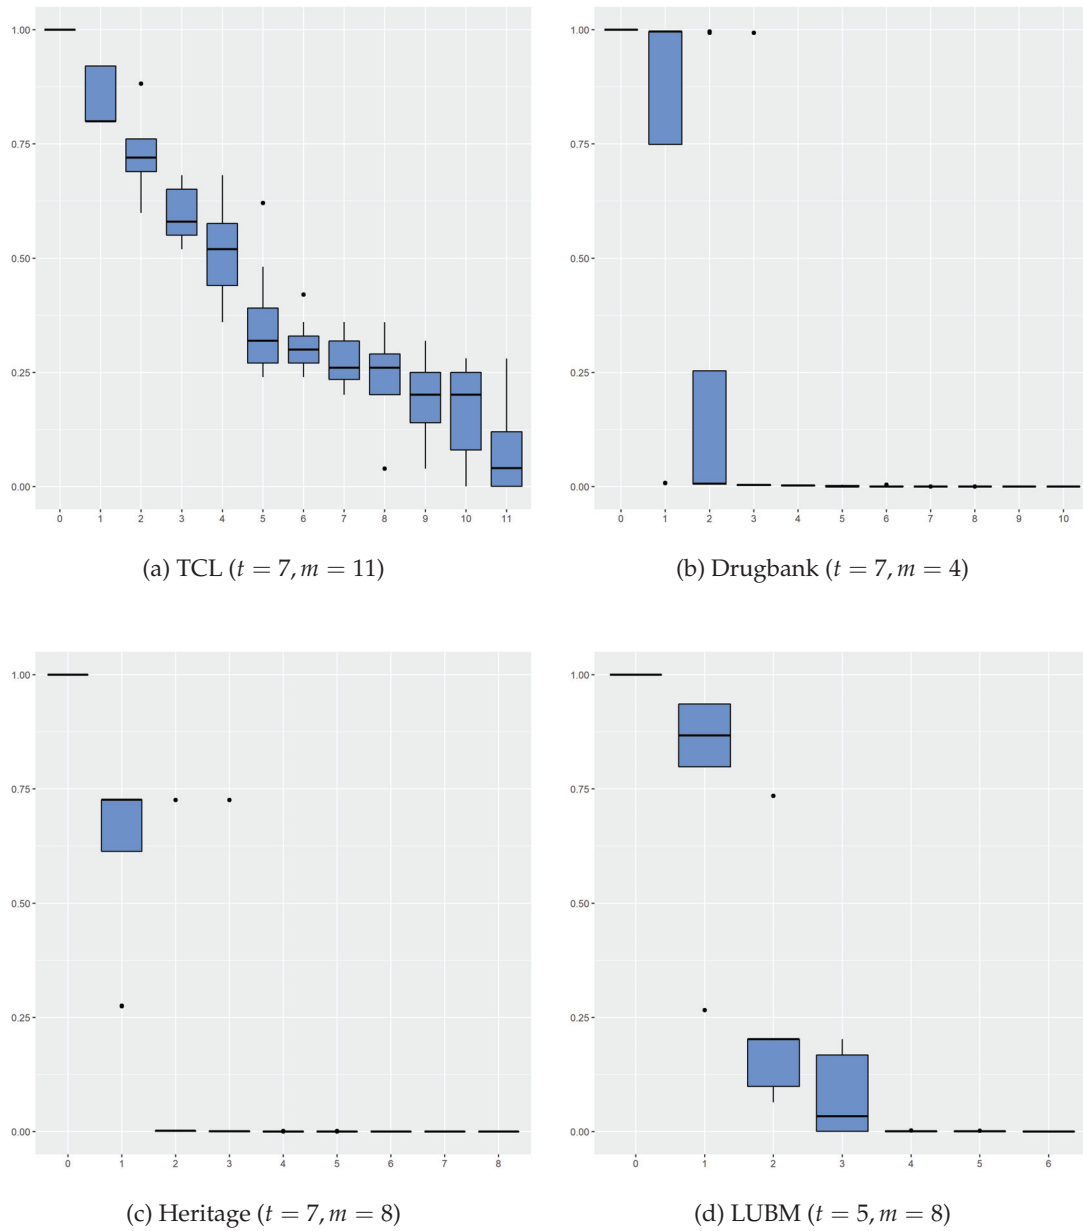 1.00
0.75
0.50
0.25
0.00
0 1 2 3 4 5 6 7 8 9 10 11
(a) TCL (t = 7, m = 11)
1.00
0.75
0.50
0.25
0.00
0 1 2 3 4 5 6 7 8 9 10
(b) Drugbank (t = 7, m = 4)
1.00
0.75
0.50
0.25
0.00
0 1 2 3 4 5 6 7 8
(c) Heritage (t = 7, m = 8)
1.00
0.75
0.50
0.25
0.00
0 1 2 3 4 5 6
(d) LUBM (t = 5, m = 8)